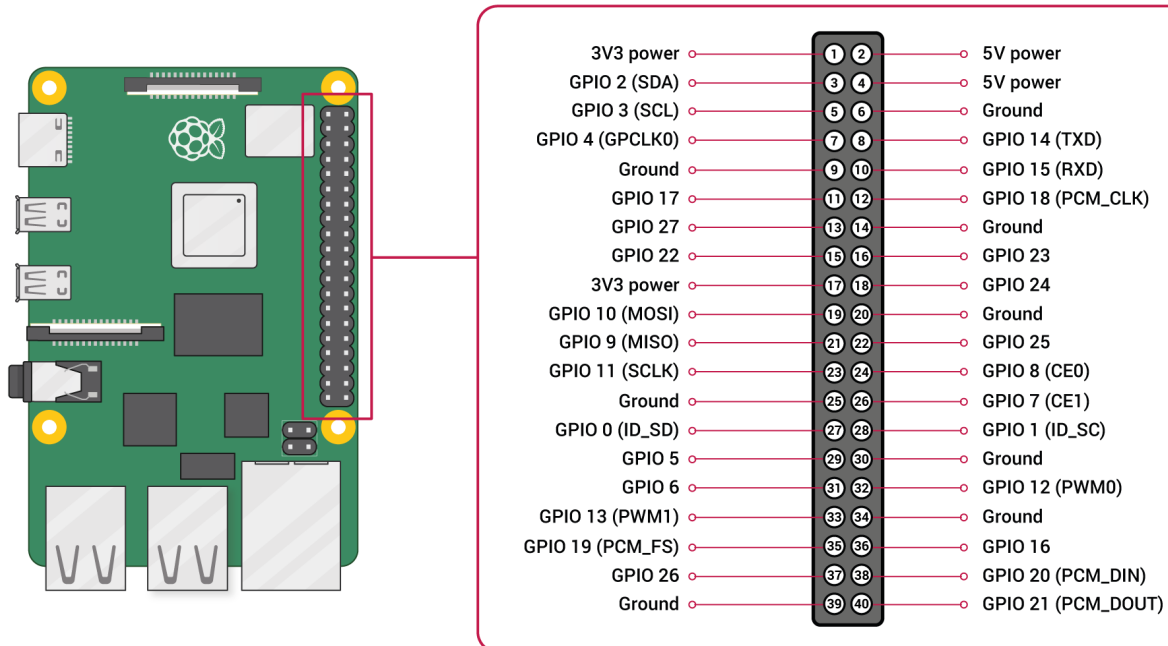 3V3 power 1 2 5V power
GPIO 2 (SDA) 3 4 5V power
GPIO 3 (SCL) 5 6 Ground
GPIO 4 (GPCLK0) 7 8 GPIO 14 (TXD)
Ground 9 10 GPIO 15 (RXD)
GPIO 17 11 12 GPIO 18 (PCM_CLK)
GPIO 27 13 14 Ground
GPIO 22 15 16 GPIO 23
3V3 power 17 18 GPIO 24
GPIO 10 (MOSI) 19 20 Ground
GPIO 9 (MISO) 21 22 GPIO 25
GPIO 11 (SCLK) 23 24 GPIO 8 (CE0)
Ground 25 26 GPIO 7 (CE1)
GPIO 0 (ID_SD) 27 28 GPIO 1 (ID_SC)
GPIO 5 29 30 Ground
GPIO 6 31 32 GPIO 12 (PWM0)
GPIO 13 (PWM1) 33 34 Ground
GPIO 19 (PCM_FS) 35 36 GPIO 16
GPIO 26 37 38 GPIO 20 (PCM_DIN)
Ground 39 40 GPIO 21 (PCM_DOUT)